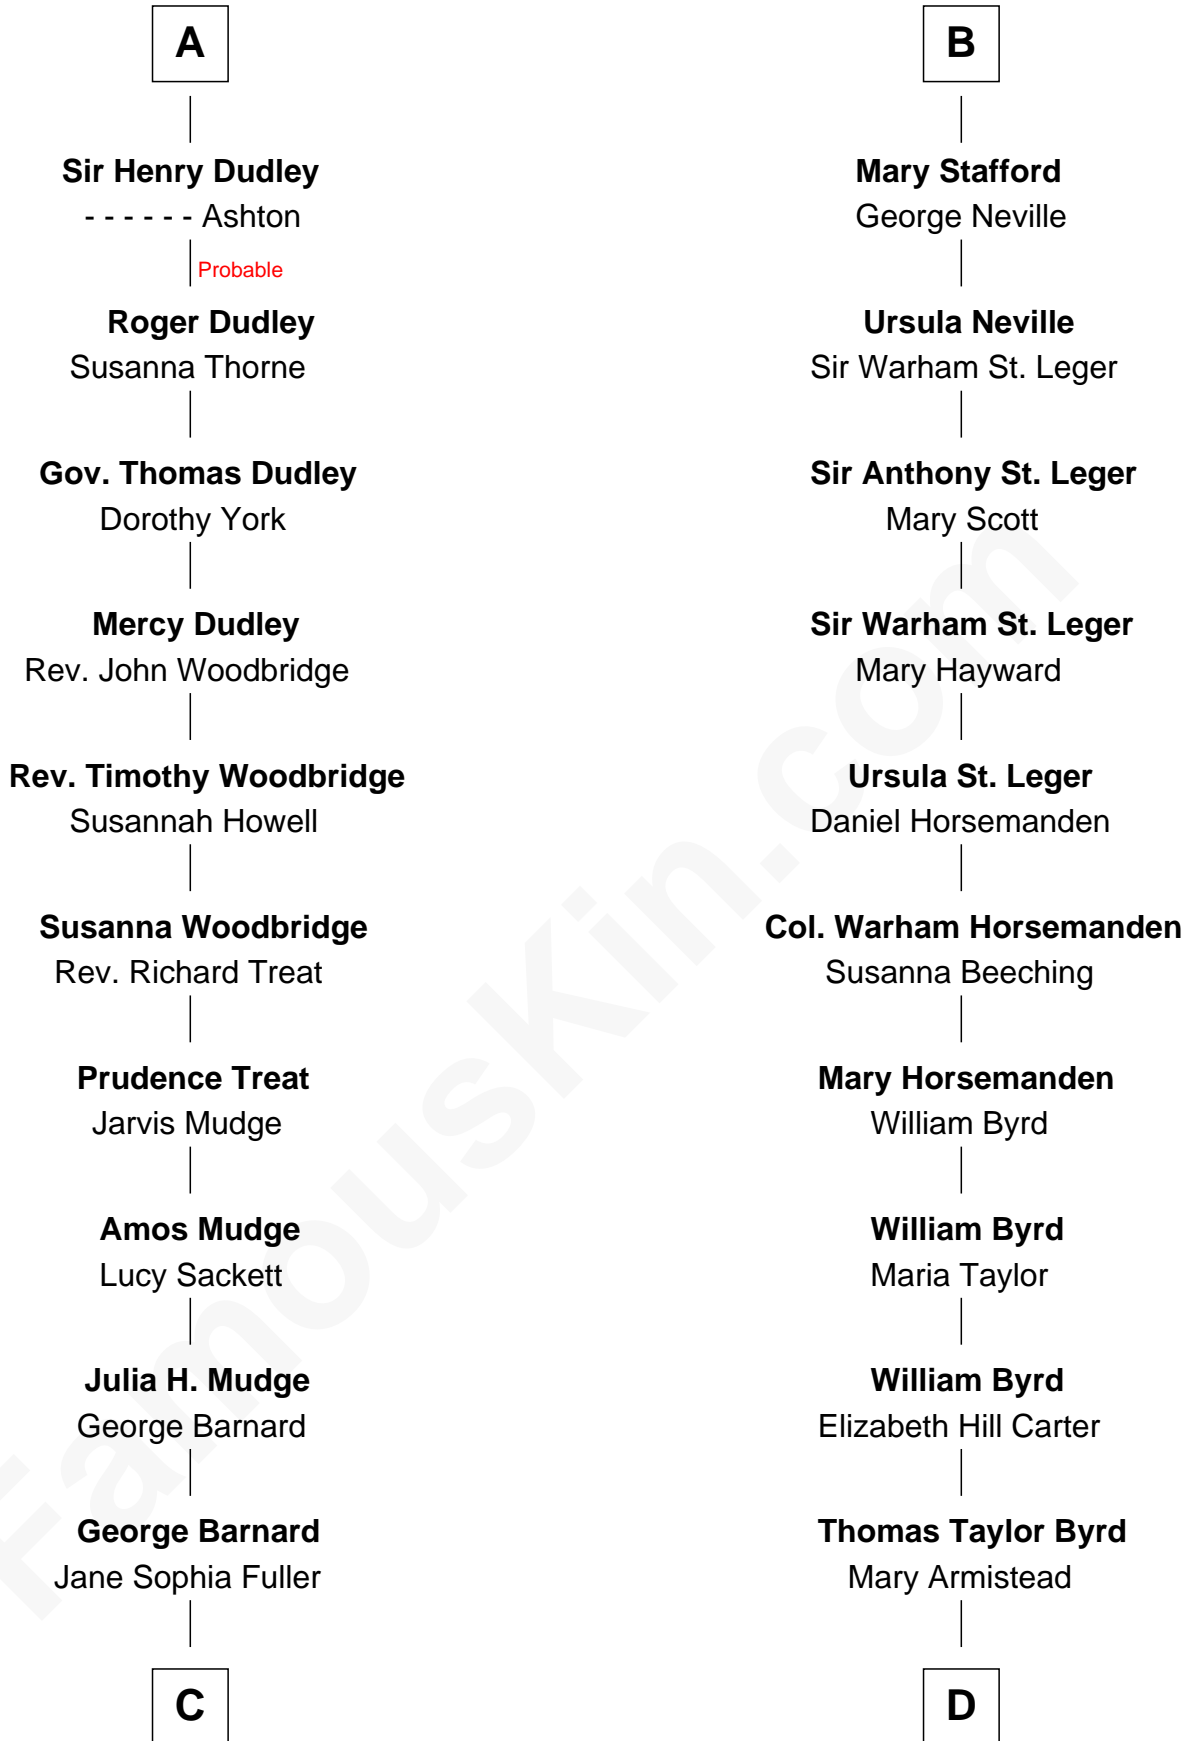 A
Sir Henry Dudley
- - - - - - Ashton
Probable
Roger Dudley
Susanna Thorne
Gov. Thomas Dudley
Dorothy York
Mercy Dudley
Rev. John Woodbridge
Rev. Timothy Woodbridge
Susannah Howell
Susanna Woodbridge
Rev. Richard Treat
Prudence Treat
Jarvis Mudge
Amos Mudge
Lucy Sackett
Julia H. Mudge
George Barnard
George Barnard
Jane Sophia Fuller
C
B
Mary Stafford
George Neville
Ursula Neville
Sir Warham St. Leger
Sir Anthony St. Leger
Mary Scott
Sir Warham St. Leger
Mary Hayward
Ursula St. Leger
Daniel Horsemanden
Col. Warham Horsemanden
Susanna Beeching
Mary Horsemanden
William Byrd
William Byrd
Maria Taylor
William Byrd
Elizabeth Hill Carter
Thomas Taylor Byrd
Mary Armistead
D
FamousKin.com